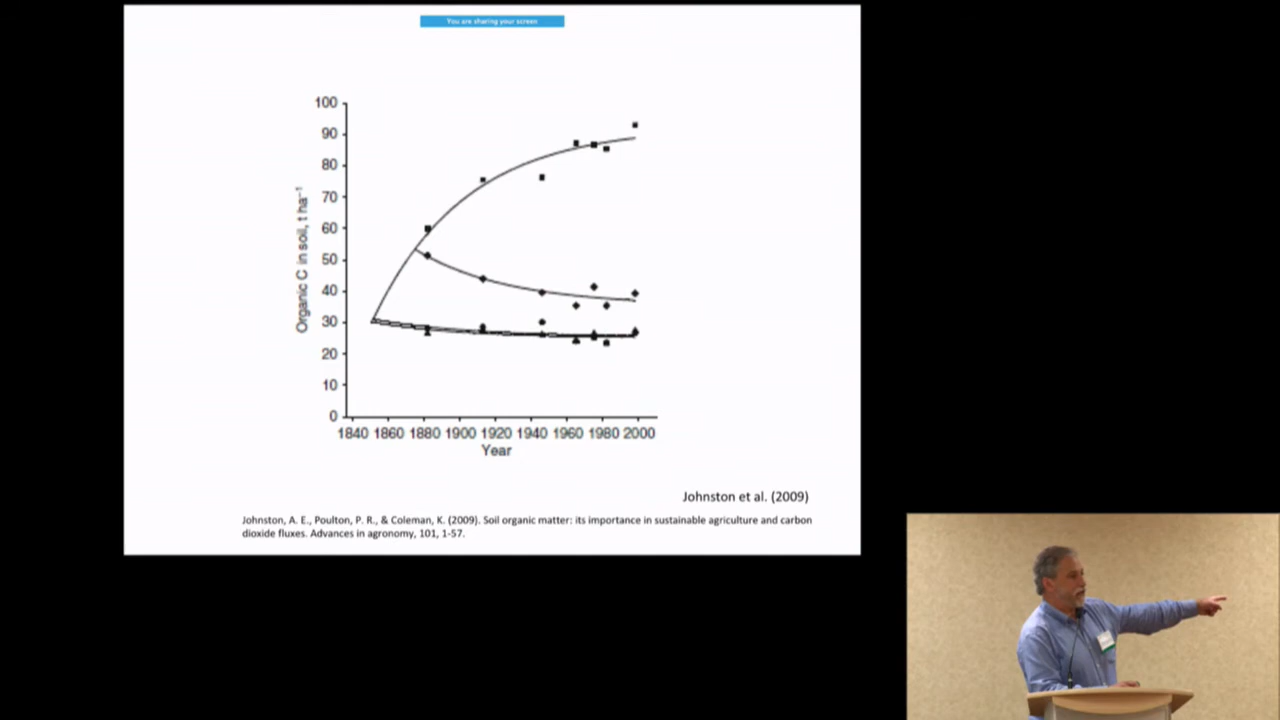 You are sharing your screen
100
90
80
70
60
50
40
30
20
10
0
Organic C in soil, t ha⁻¹
1840 1860 1880 1900 1920 1940 1960 1980 2000
Year
Johnston et al. (2009)
Johnston, A. E., Poulton, P. R., & Coleman, K. (2009). Soil organic matter: its importance in sustainable agriculture and carbon
dioxide fluxes. Advances in agronomy, 101, 1-57.